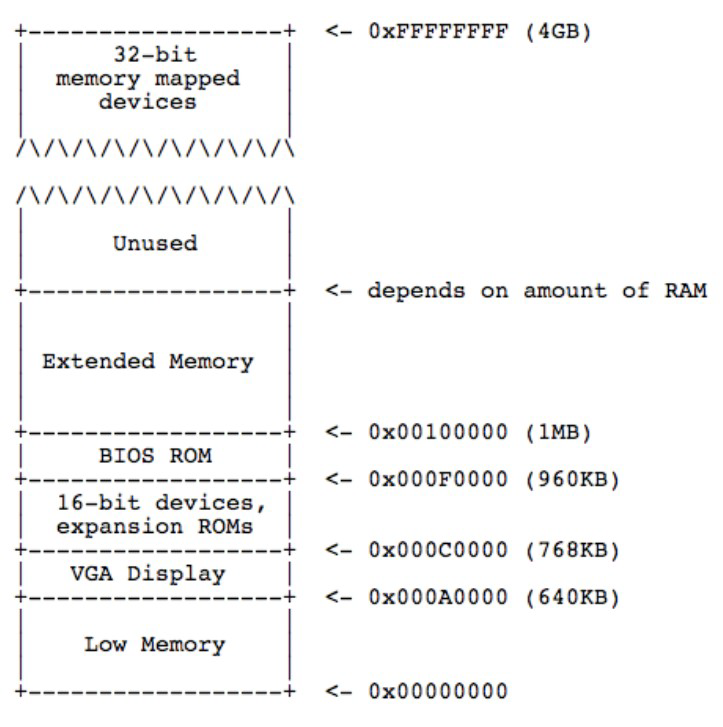 +------------------+  <- 0xFFFFFFFF (4GB)
|      32-bit      |
|  memory mapped   |
|     devices      |
|                  |
/\/\/\/\/\/\/\/\/\/\
/\/\/\/\/\/\/\/\/\/\
|                  |
|      Unused      |
|                  |
+------------------+  <- depends on amount of RAM
|                  |
|                  |
| Extended Memory  |
|                  |
|                  |
+------------------+  <- 0x00100000 (1MB)
|     BIOS ROM     |
+------------------+  <- 0x000F0000 (960KB)
|  16-bit devices, |
|  expansion ROMs  |
+------------------+  <- 0x000C0000 (768KB)
|   VGA Display    |
+------------------+  <- 0x000A0000 (640KB)
|                  |
|    Low Memory    |
|                  |
+------------------+  <- 0x00000000